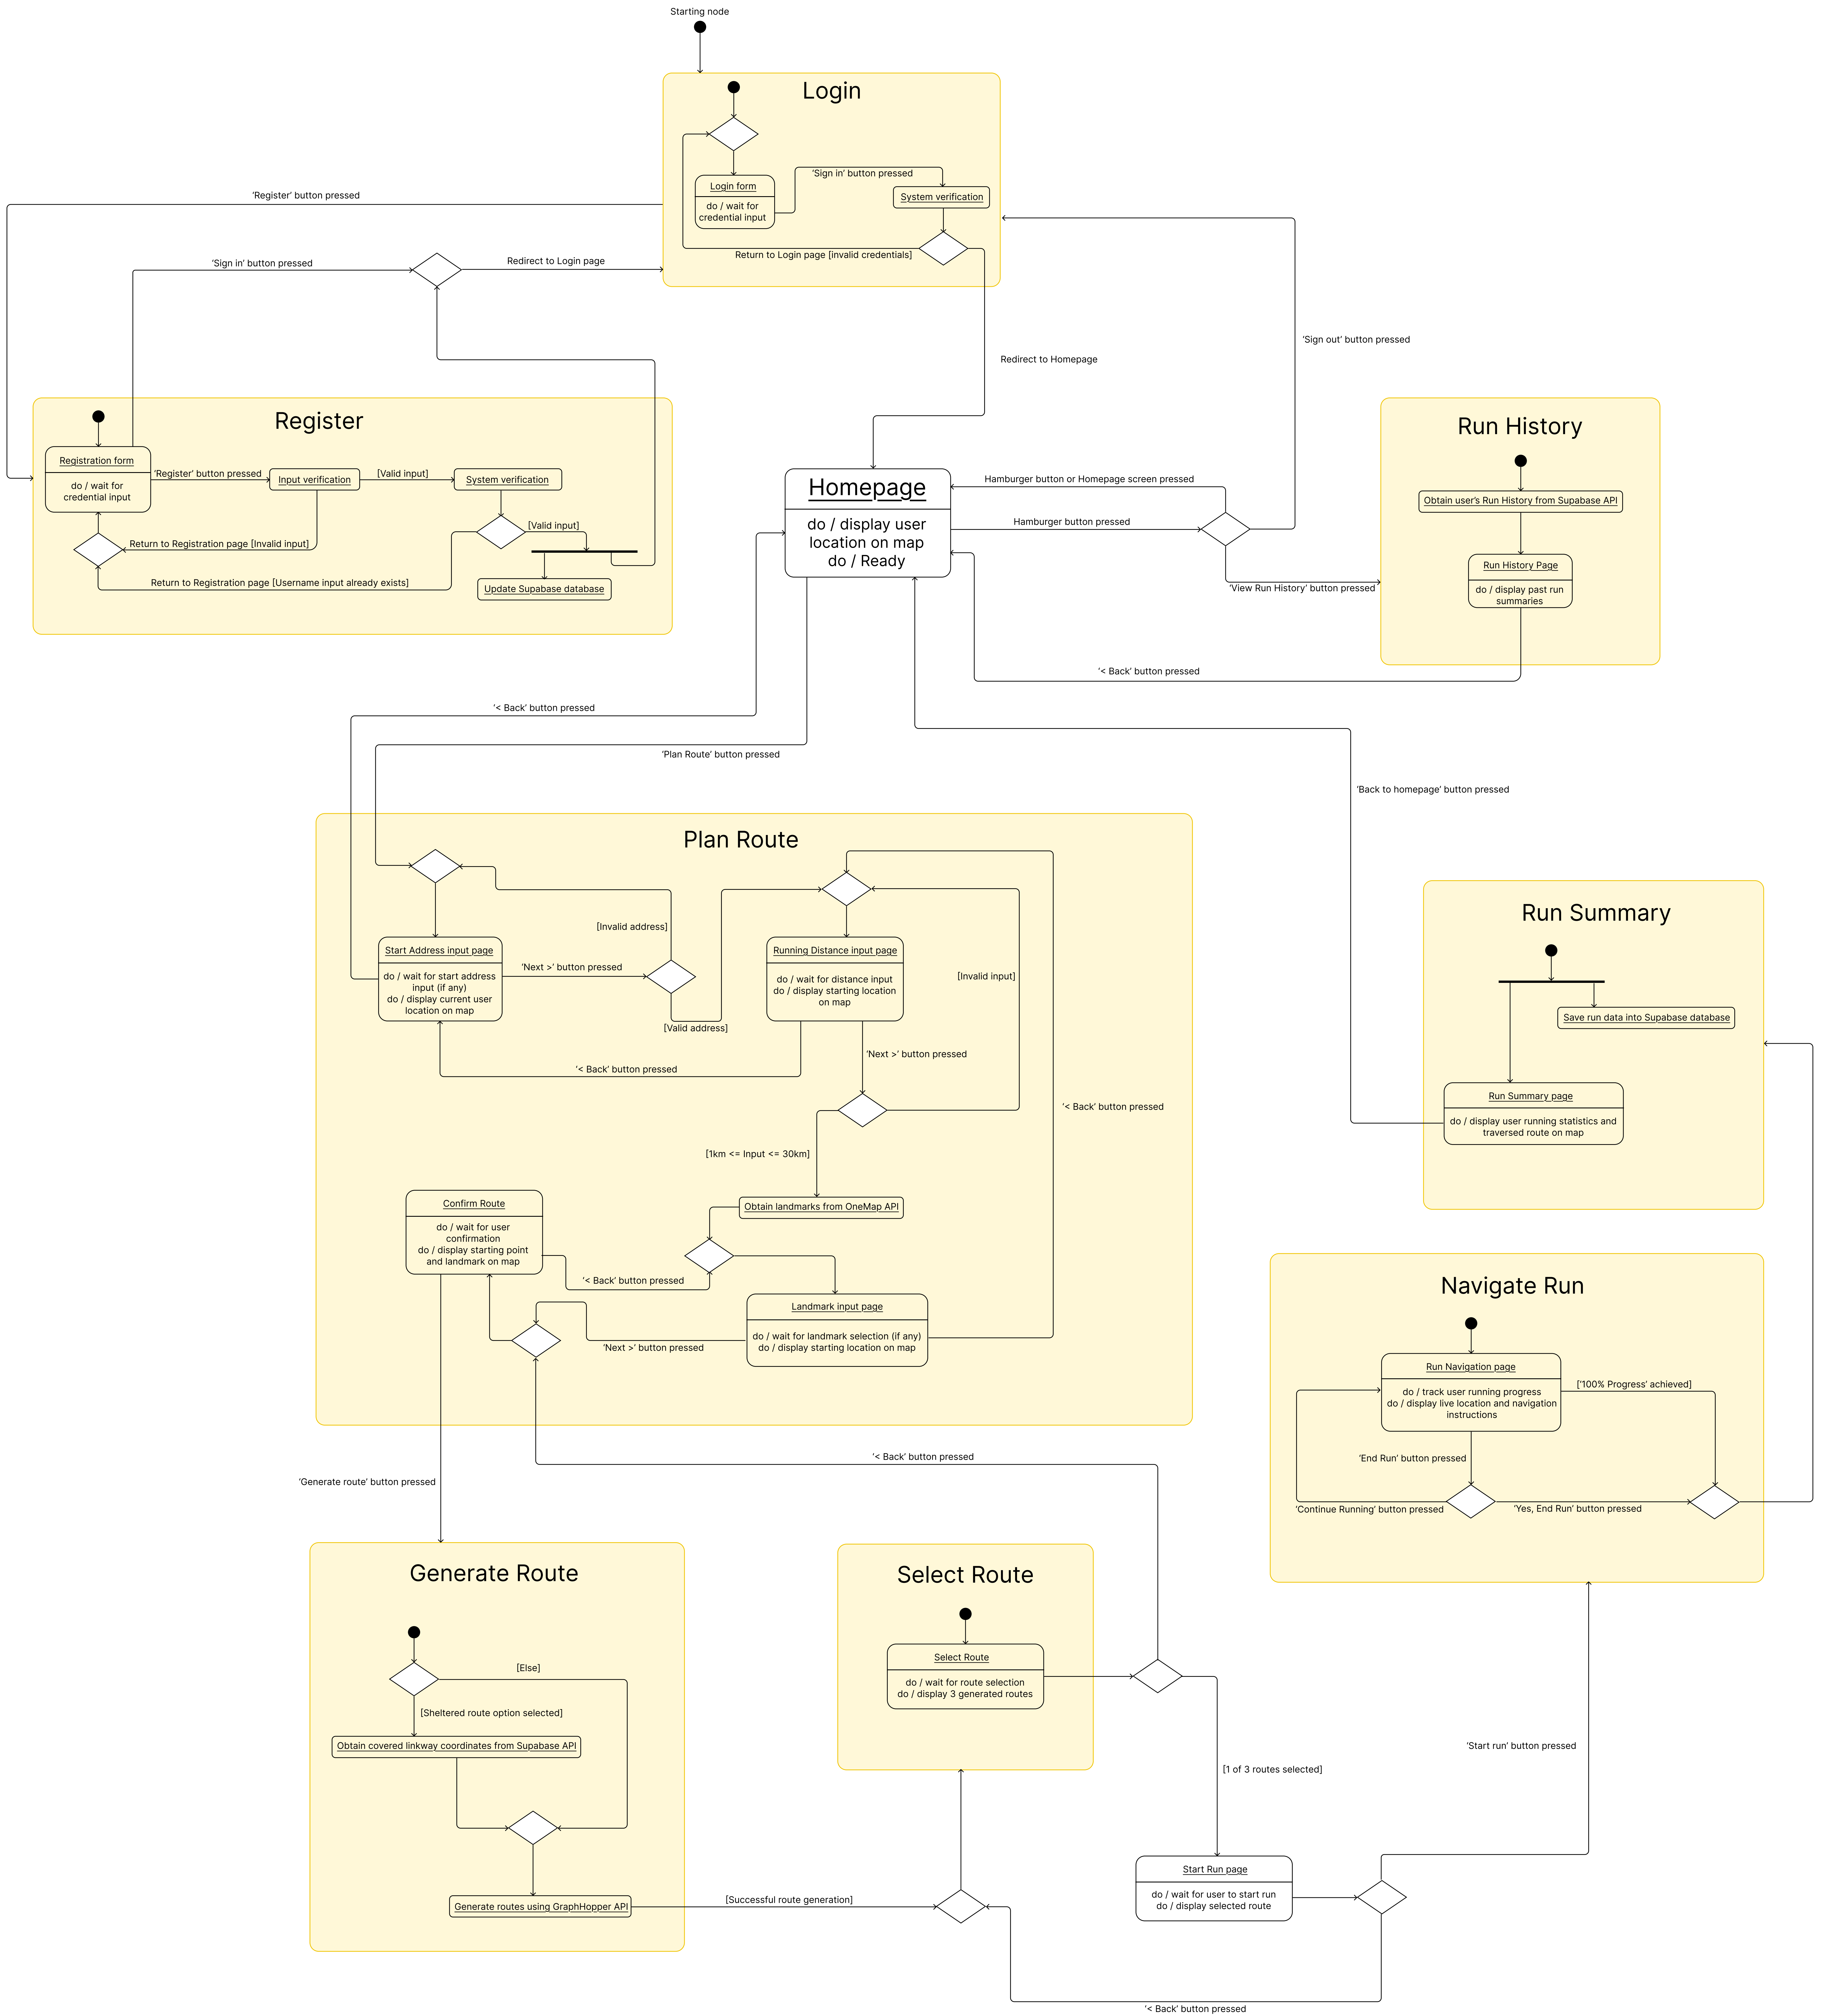 Starting node
Login
Login form
do / wait for
credential input
‘Sign in’ button pressed
System verification
Return to Login page [invalid credentials]
‘Register’ button pressed
‘Sign in’ button pressed
Redirect to Login page
Redirect to Homepage
‘Sign out’ button pressed
Register
Registration form
do / wait for
credential input
‘Register’ button pressed
Input verification
[Valid input]
System verification
[Valid input]
Return to Registration page [Invalid input]
Return to Registration page [Username input already exists]
Update Supabase database
Homepage
do / display user
location on map
do / Ready
Hamburger button or Homepage screen pressed
Hamburger button pressed
‘View Run History’ button pressed
Run History
Obtain user’s Run History from Supabase API
Run History Page
do / display past run
summaries
‘< Back’ button pressed
‘< Back’ button pressed
‘Plan Route’ button pressed
‘Back to homepage’ button pressed
Plan Route
Start Address input page
do / wait for start address
input (if any)
do / display current user
location on map
‘Next >’ button pressed
[Invalid address]
[Valid address]
Running Distance input page
do / wait for distance input
do / display starting location
on map
[Invalid input]
‘Next >’ button pressed
‘< Back’ button pressed
‘< Back’ button pressed
[1km <= Input <= 30km]
Obtain landmarks from OneMap API
Confirm Route
do / wait for user
confirmation
do / display starting point
and landmark on map
‘< Back’ button pressed
Landmark input page
do / wait for landmark selection (if any)
do / display starting location on map
‘Next >’ button pressed
Run Summary
Save run data into Supabase database
Run Summary page
do / display user running statistics and
traversed route on map
Navigate Run
Run Navigation page
do / track user running progress
do / display live location and navigation
instructions
[‘100% Progress’ achieved]
‘End Run’ button pressed
‘Continue Running’ button pressed
‘Yes, End Run’ button pressed
‘< Back’ button pressed
‘Generate route’ button pressed
Generate Route
[Else]
[Sheltered route option selected]
Obtain covered linkway coordinates from Supabase API
Generate routes using GraphHopper API
[Successful route generation]
Select Route
Select Route
do / wait for route selection
do / display 3 generated routes
[1 of 3 routes selected]
‘Start run’ button pressed
Start Run page
do / wait for user to start run
do / display selected route
‘< Back’ button pressed